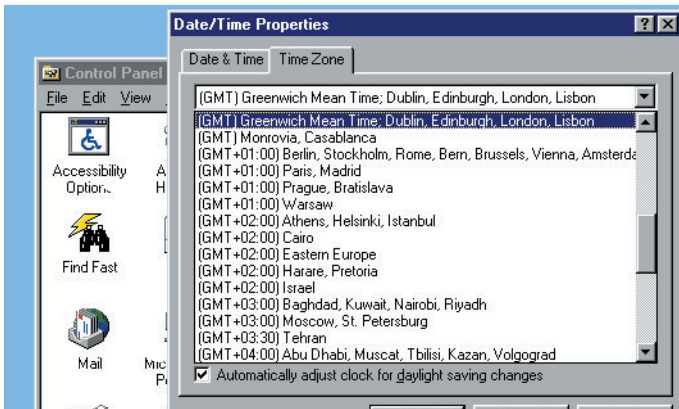 Date/Time Properties
Date & Time
Time Zone
Control Panel
File Edit View
(GMT) Greenwich Mean Time; Dublin, Edinburgh, London, Lisbon
(GMT) Greenwich Mean Time; Dublin, Edinburgh, London, Lisbon
(GMT) Monrovia, Casablanca
(GMT+01:00) Berlin, Stockholm, Rome, Bern, Brussels, Vienna, Amsterda
(GMT+01:00) Paris, Madrid
(GMT+01:00) Prague, Bratislava
(GMT+01:00) Warsaw
(GMT+02:00) Athens, Helsinki, Istanbul
(GMT+02:00) Cairo
(GMT+02:00) Eastern Europe
(GMT+02:00) Harare, Pretoria
(GMT+02:00) Israel
(GMT+03:00) Baghdad, Kuwait, Nairobi, Riyadh
(GMT+03:00) Moscow, St. Petersburg
(GMT+03:30) Tehran
(GMT+04:00) Abu Dhabi, Muscat, Tbilisi, Kazan, Volgograd
Automatically adjust clock for daylight saving changes
Accessibility
Option..
A
H
Find Fast
Mail
Mic
P